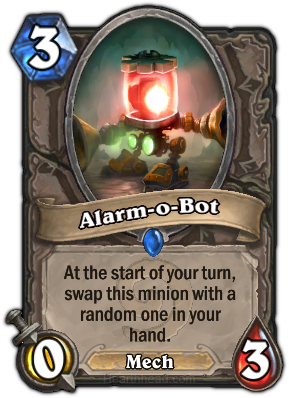 3
Alarm-o-Bot
At the start of your turn,
swap this minion with a
random one in your
hand.
Mech
0
3